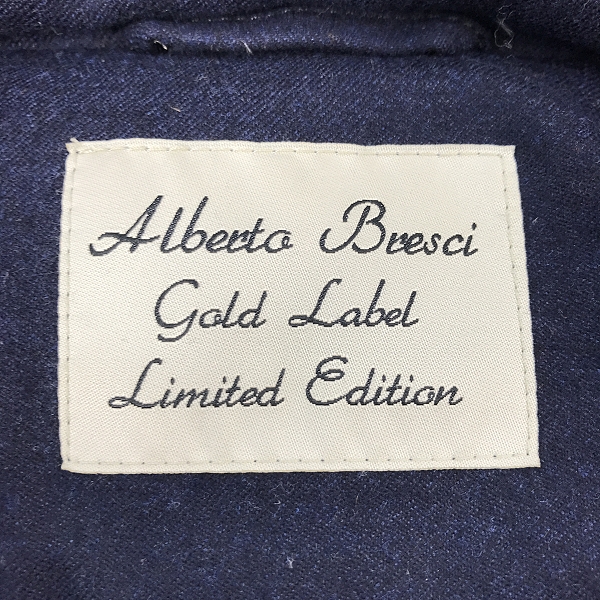 Alberto Bresci
Gold Label
Limited Edition